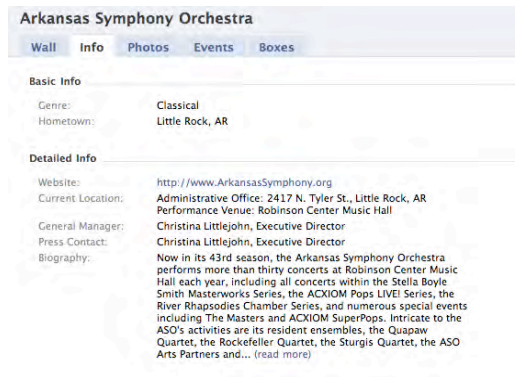 Arkansas Symphony Orchestra
Wall Info Photos Events Boxes
Basic Info
Genre: Classical
Hometown: Little Rock, AR
Detailed Info
Website: http://www.ArkansasSymphony.org
Current Location: Administrative Office: 2417 N. Tyler St., Little Rock, AR
Performance Venue: Robinson Center Music Hall
General Manager: Christina Littlejohn, Executive Director
Press Contact: Christina Littlejohn, Executive Director
Biography: Now in its 43rd season, the Arkansas Symphony Orchestra
performs more than thirty concerts at Robinson Center Music
Hall each year, including all concerts within the Stella Boyle
Smith Masterworks Series, the ACXIOM Pops LIVE! Series, the
River Rhapsodies Chamber Series, and numerous special events
including The Masters and ACXIOM SuperPops. Intricate to the
ASO's activities are its resident ensembles, the Quapaw
Quartet, the Rockefeller Quartet, the Sturgis Quartet, the ASO
Arts Partners and... (read more)